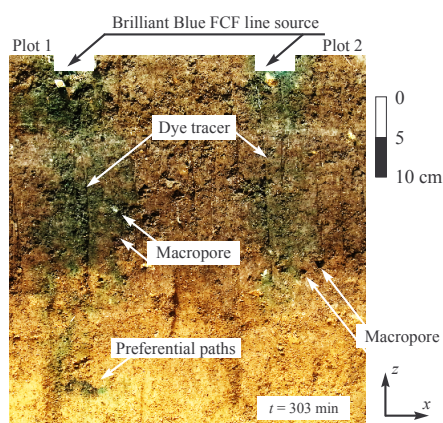 Brilliant Blue FCF line source
Plot 1
Plot 2
0
5
10 cm
Dye tracer
Macropore
Macropore
Preferential paths
z
t = 303 min
x